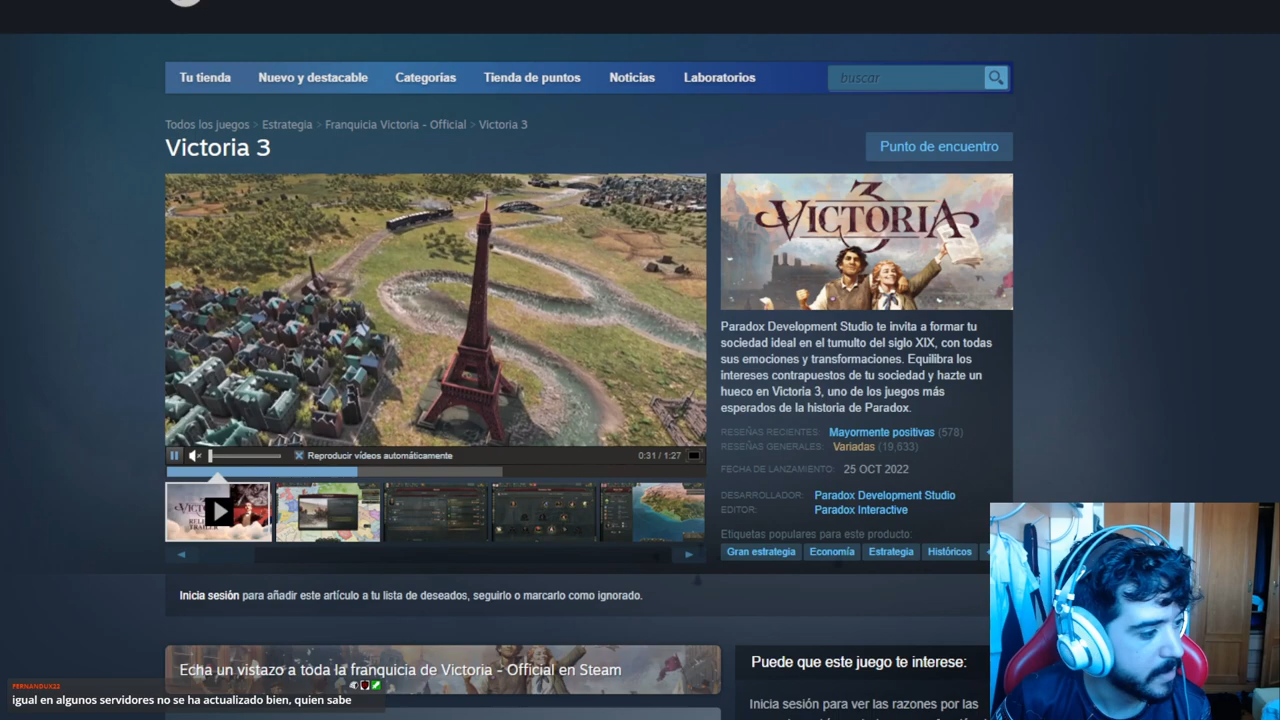 Tu tienda
Nuevo y destacable
Categorías
Tienda de puntos
Noticias
Laboratorios
buscar
Todos los juegos > Estrategia > Franquicia Victoria - Official > Victoria 3
Victoria 3
Punto de encuentro
3
VICTORIA
Paradox Development Studio te invita a formar tu
sociedad ideal en el tumulto del siglo XIX, con todas
sus emociones y transformaciones. Equilibra los
intereses contrapuestos de tu sociedad y hazte un
hueco en Victoria 3, uno de los juegos más
esperados de la historia de Paradox.
RESEÑAS RECIENTES: Mayormente positivas (578)
RESEÑAS GENERALES: Variadas (19,633)
FECHA DE LANZAMIENTO: 25 OCT 2022
DESARROLLADOR: Paradox Development Studio
EDITOR: Paradox Interactive
Etiquetas populares para este producto:
Gran estrategia
Economía
Estrategia
Históricos
Reproducir vídeos automáticamente
0:31 / 1:27
Inicia sesión para añadir este artículo a tu lista de deseados, seguirlo o marcarlo como ignorado.
Echa un vistazo a toda la franquicia de Victoria - Official en Steam
Puede que este juego te interese:
Inicia sesión para ver las razones por las
FERNANDUX23
igual en algunos servidores no se ha actualizado bien, quien sabe